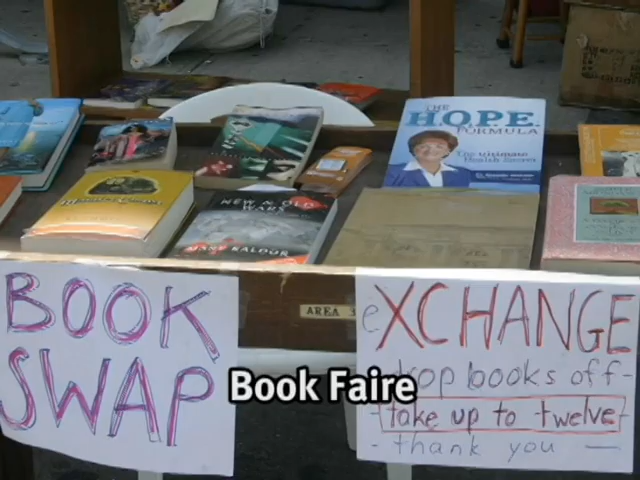 THE
HOPE
FORMULA
The Ultimate
Health Secret
NEW & OLD
WARS
MARY KALDOR
AREA
BOOK
SWAP
eXCHANGE
drop books off-
- take up to twelve -
- thank you —
Book Faire